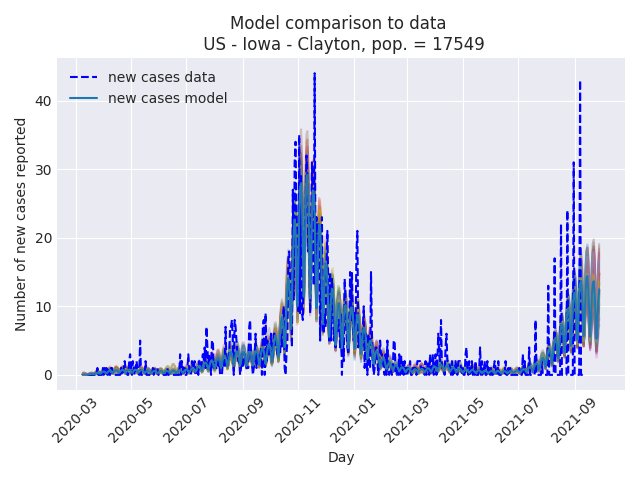 Model comparison to data
US - Iowa - Clayton, pop. = 17549
new cases data
new cases model
Number of new cases reported
40
30
20
10
0
2020-03
2020-05
2020-07
2020-09
2020-11
2021-01
2021-03
2021-05
2021-07
2021-09
Day